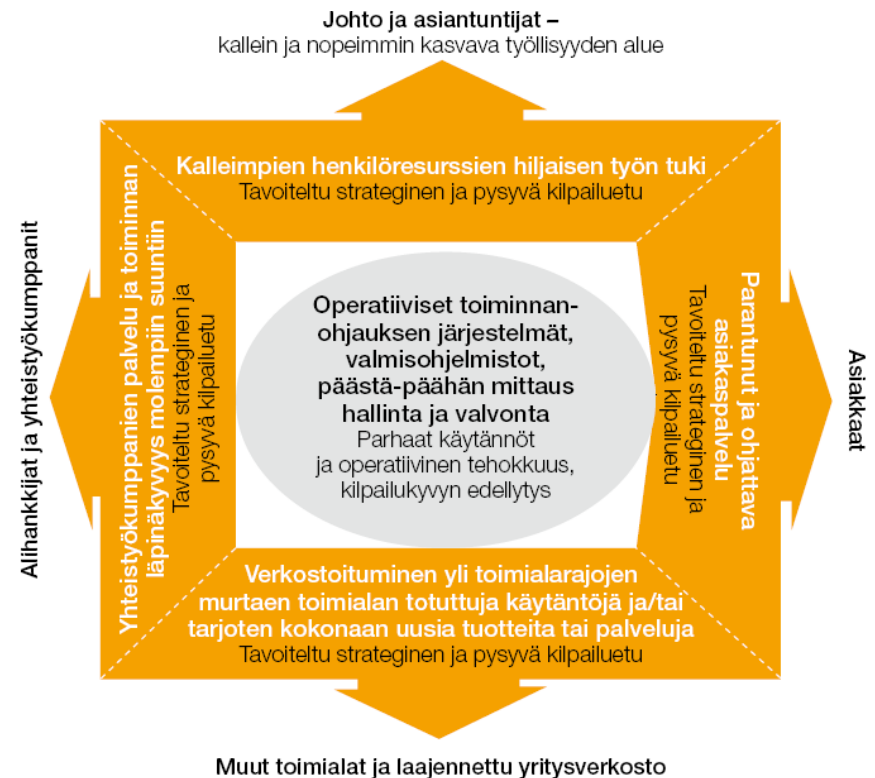 Johto ja asiantuntijat –
kallein ja nopeimmin kasvava työllisyyden alue
Kalleimpien henkilöresurssien hiljaisen työn tuki
Tavoiteltu strateginen ja pysyvä kilpailuetu
Alihankkijat ja yhteistyökumppanit
Yhteistyökumppanien palvelu ja toiminnan
läpinäkyvyys molempiin suuntiin
Tavoiteltu strateginen ja
pysyvä kilpailuetu
Operatiiviset toiminnan-
ohjauksen järjestelmät,
valmisohjelmistot,
päästä-päähän mittaus
hallinta ja valvonta
Parhaat käytännöt
ja operatiivinen tehokkuus,
kilpailukyvyn edellytys
Parantunut ja ohjattava
asiakaspalvelu
Tavoiteltu strateginen ja
pysyvä kilpailuetu
Asiakkaat
Verkostoituminen yli toimialarajojen
murtaen toimialan totuttuja käytäntöjä ja/tai
tarjoten kokonaan uusia tuotteita tai palveluja
Tavoiteltu strateginen ja pysyvä kilpailuetu
Muut toimialat ja laajennettu yritysverkosto